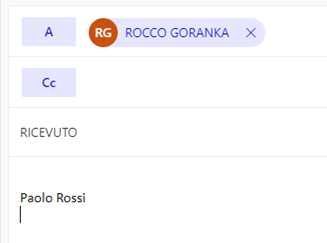 A RG ROCCO GORANKA
Cc
RICEVUTO
Paolo Rossi